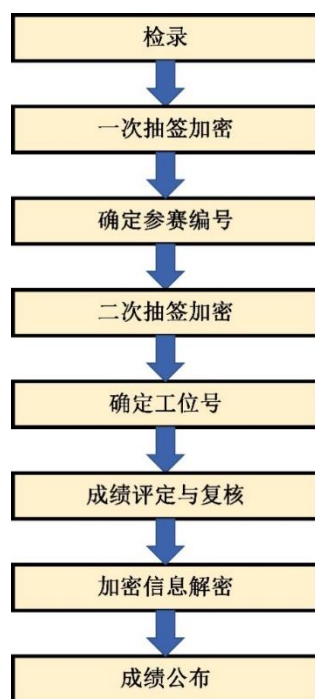 检录
一次抽签加密
确定参赛编号
二次抽签加密
确定工位号
成绩评定与复核
加密信息解密
成绩公布